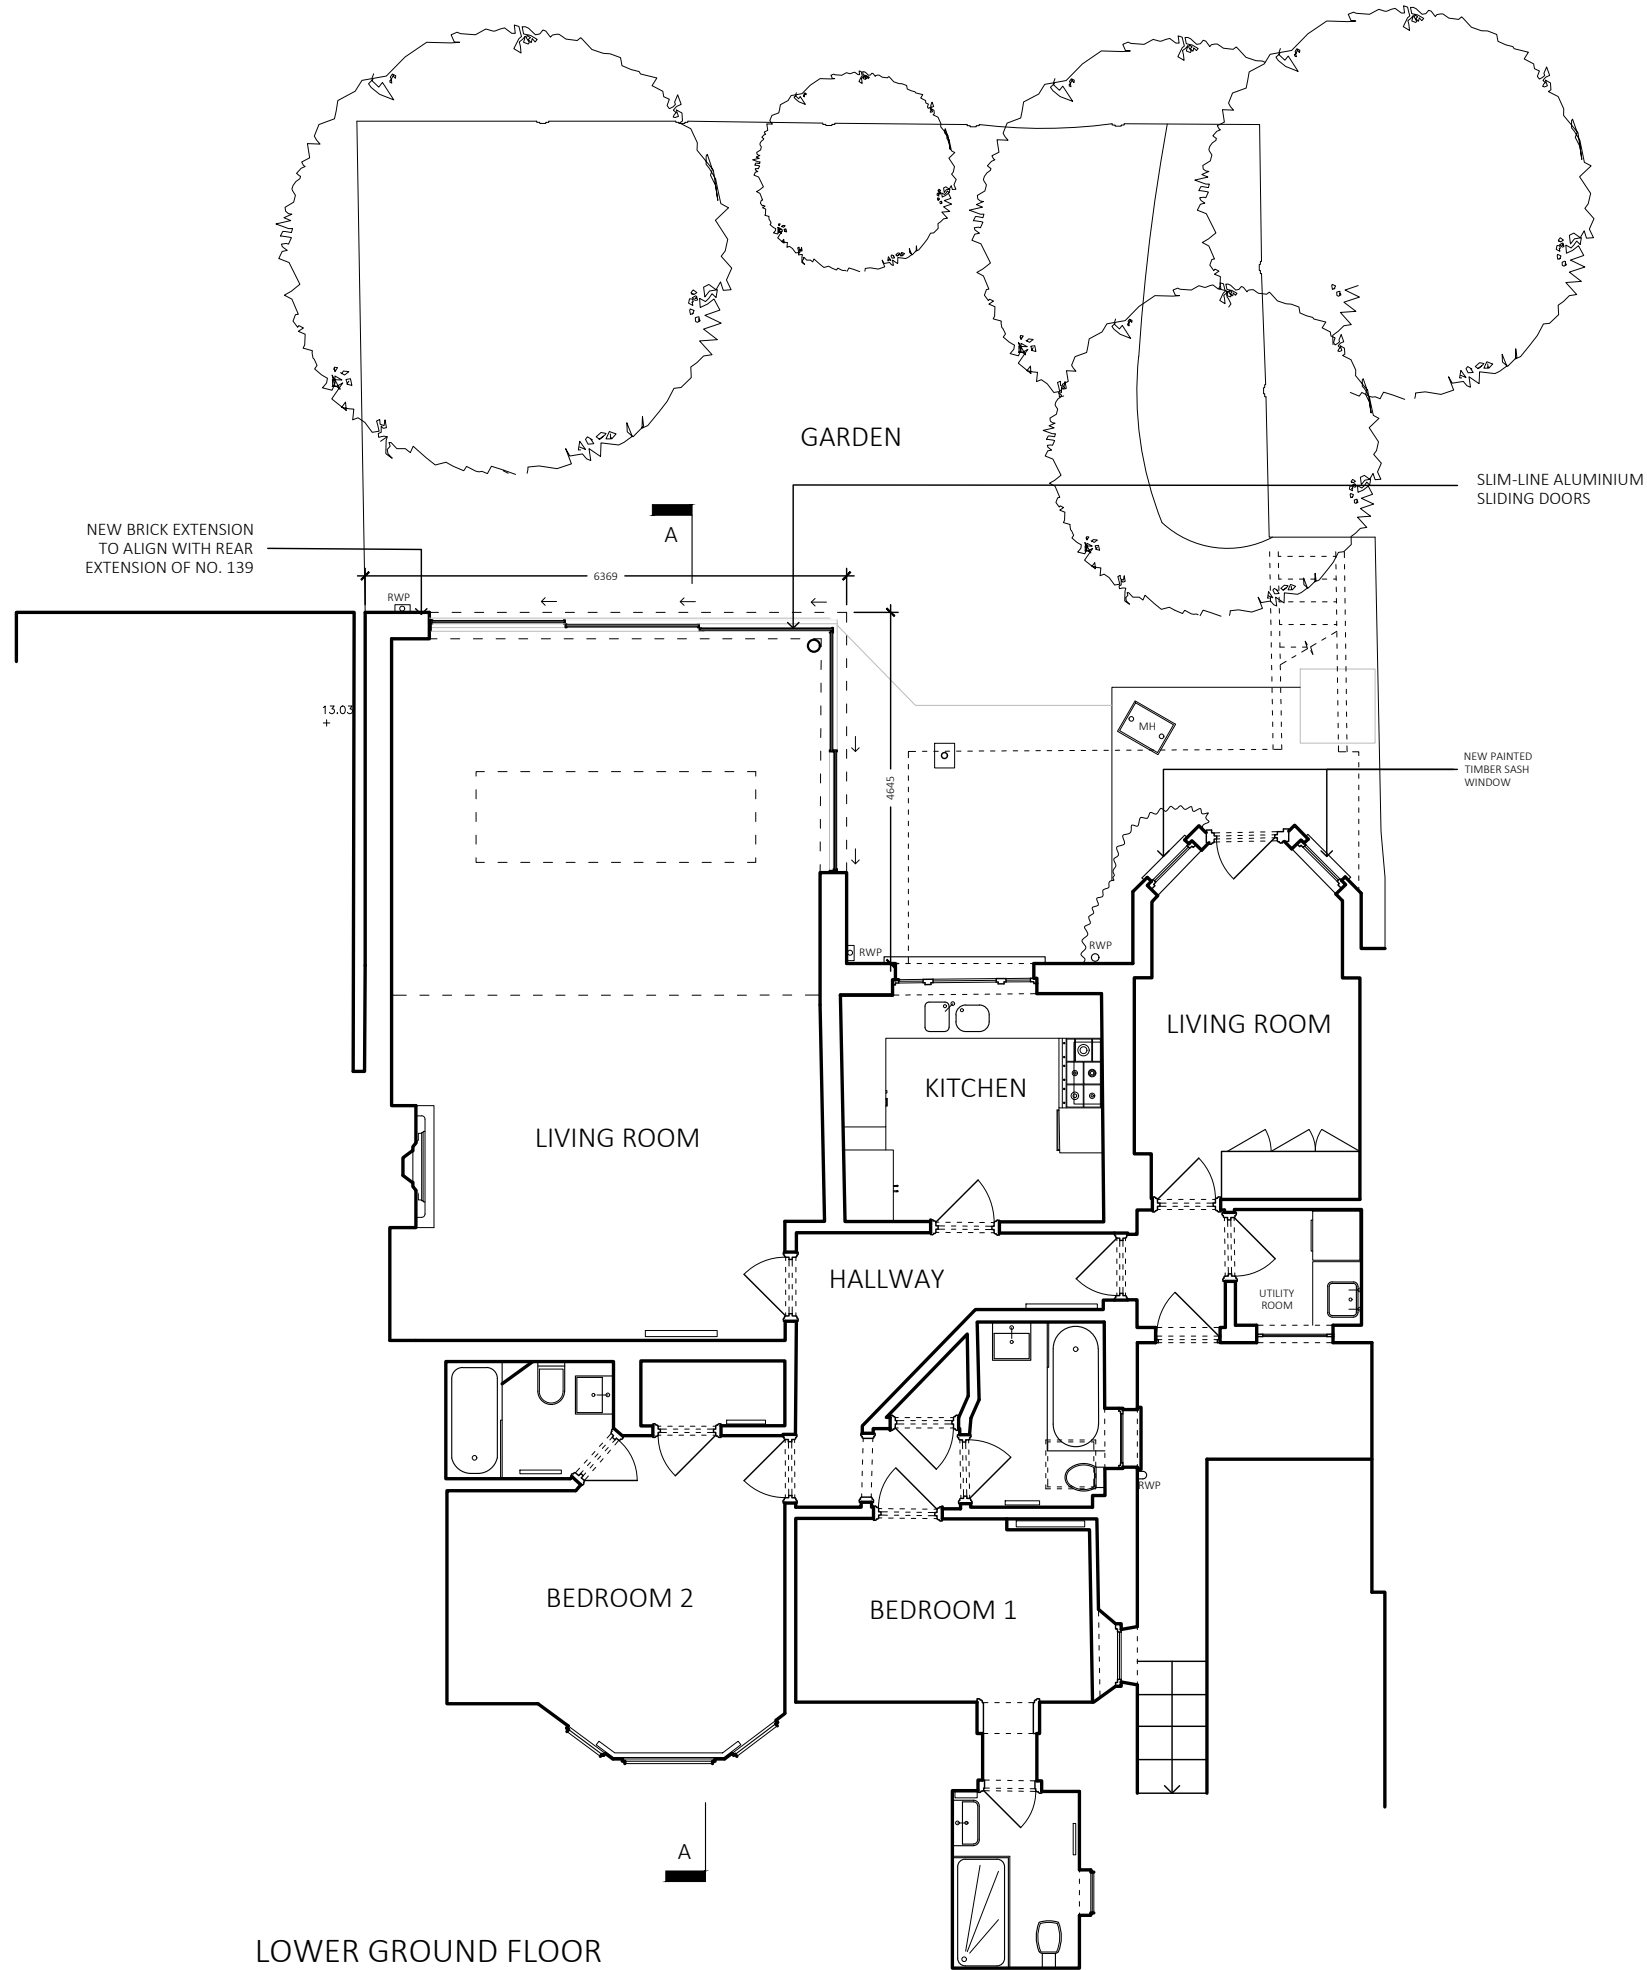 GARDEN
SLIM-LINE ALUMINIUM
SLIDING DOORS
A
NEW BRICK EXTENSION
TO ALIGN WITH REAR
EXTENSION OF NO. 139
6369
RWP
13.03
+
MH
NEW PAINTED
TIMBER SASH
WINDOW
4645
RWP
RWP
LIVING ROOM
KITCHEN
LIVING ROOM
HALLWAY
UTILITY
ROOM
RWP
BEDROOM 2
BEDROOM 1
A
LOWER GROUND FLOOR